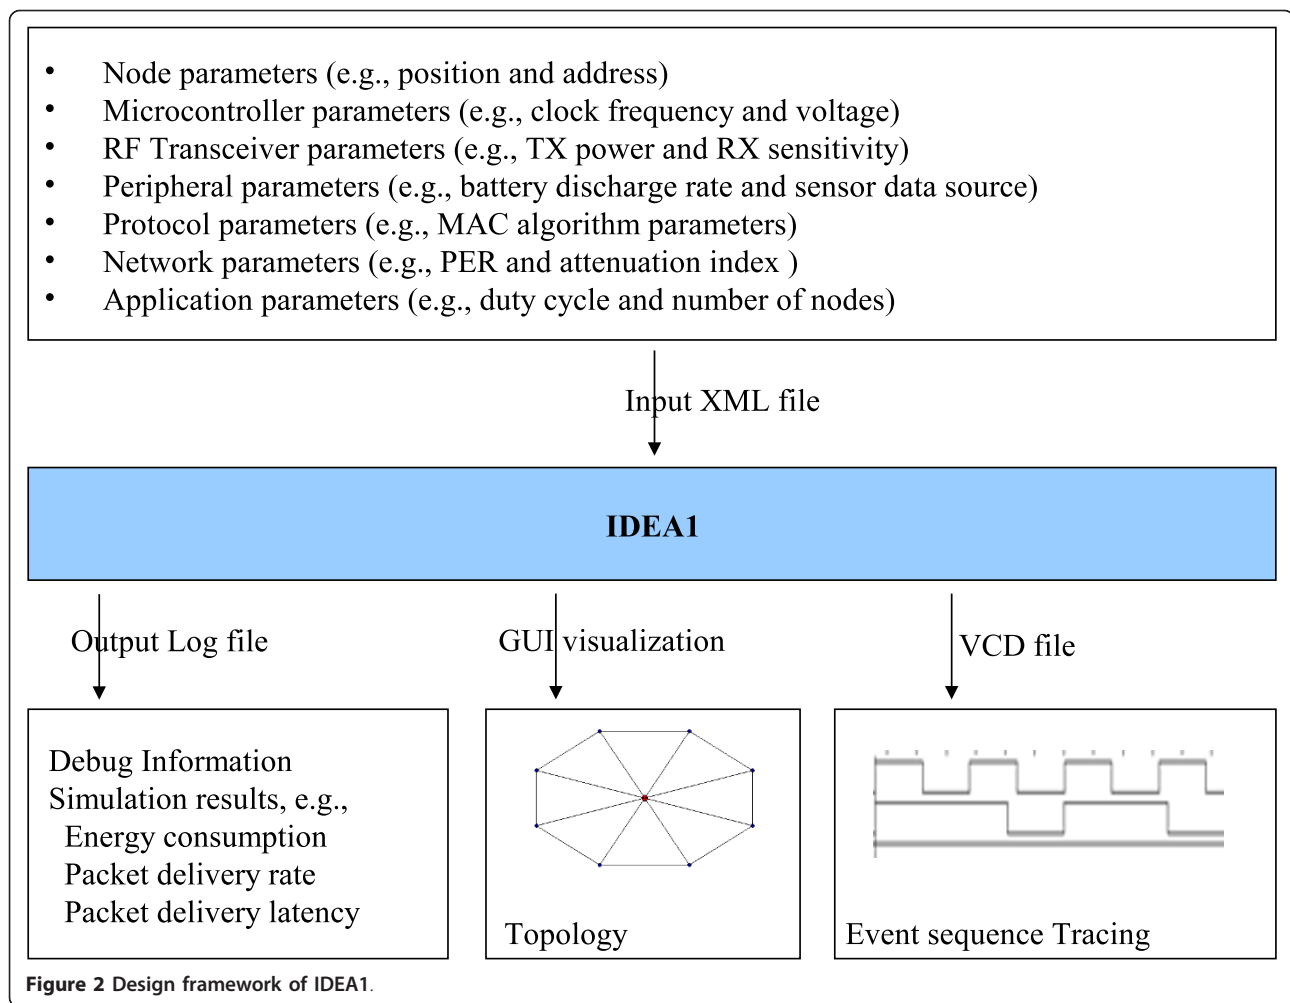 • Node parameters (e.g., position and address)
• Microcontroller parameters (e.g., clock frequency and voltage)
• RF Transceiver parameters (e.g., TX power and RX sensitivity)
• Peripheral parameters (e.g., battery discharge rate and sensor data source)
• Protocol parameters (e.g., MAC algorithm parameters)
• Network parameters (e.g., PER and attenuation index )
• Application parameters (e.g., duty cycle and number of nodes)
Input XML file
IDEA1
Output Log file
GUI visualization
VCD file
Debug Information
Simulation results, e.g.,
Energy consumption
Packet delivery rate
Packet delivery latency
Topology
Event sequence Tracing
Figure 2 Design framework of IDEA1.